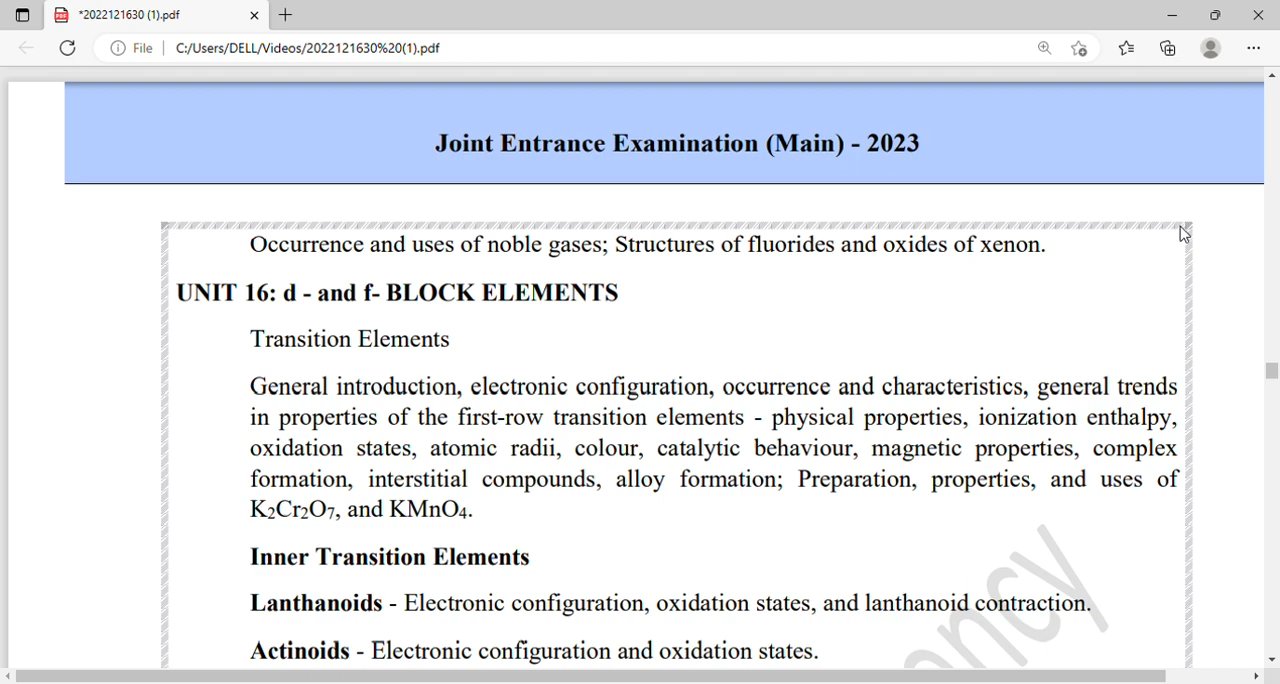 *2022121630 (1).pdf
File C:/Users/DELL/Videos/2022121630%20(1).pdf
Joint Entrance Examination (Main) - 2023
Occurrence and uses of noble gases; Structures of fluorides and oxides of xenon.
UNIT 16: d - and f- BLOCK ELEMENTS
Transition Elements
General introduction, electronic configuration, occurrence and characteristics, general trends
in properties of the first-row transition elements - physical properties, ionization enthalpy,
oxidation states, atomic radii, colour, catalytic behaviour, magnetic properties, complex
formation, interstitial compounds, alloy formation; Preparation, properties, and uses of
K₂Cr₂O₇, and KMnO₄.
Inner Transition Elements
Lanthanoids - Electronic configuration, oxidation states, and lanthanoid contraction.
Actinoids - Electronic configuration and oxidation states.